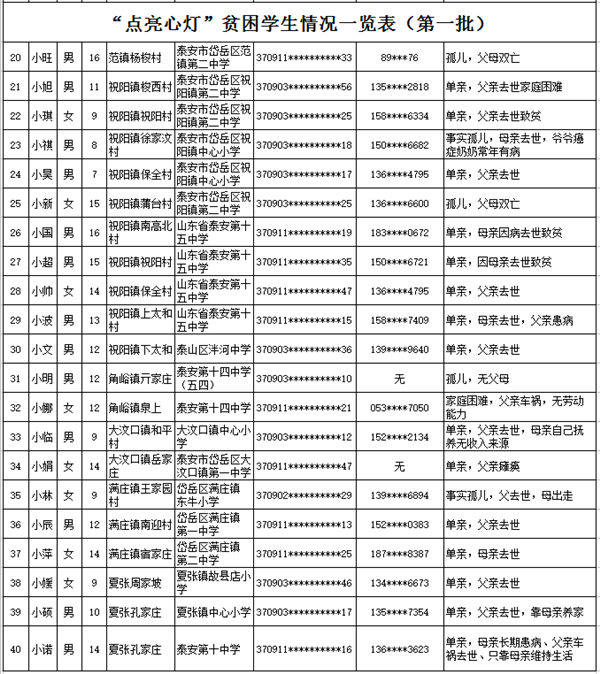 “点亮心灯”贫困学生情况一览表（第一批）
20 小旺 男 16 范镇杨梭村 泰安市岱岳区范镇第二中学 370911**********33 89***76 孤儿，父母双亡
21 小旭 男 11 祝阳镇梭西村 泰安市岱岳区祝阳镇第二中学 370903**********56 135****2818 单亲，父亲去世家庭困难
22 小琪 女 9 祝阳镇祝阳村 泰安市岱岳区祝阳镇第二中学 370903**********25 158****6334 单亲，父亲去世致贫
23 小祺 男 8 祝阳镇徐家汶村 泰安市岱岳区祝阳镇中心小学 370903**********18 150****6682 事实孤儿，母亲去世，爷爷癌症奶奶常年有病
24 小昊 男 7 祝阳镇保全村 泰安市岱岳区祝阳镇中心小学 370903**********17 136****4795 单亲，父亲去世
25 小新 女 15 祝阳镇蒲台村 泰安市岱岳区祝阳镇第二中学 370903**********25 136****6600 孤儿，父母双亡
26 小国 男 16 祝阳镇南高北村 山东省泰安第十五中学 370911**********19 183****0672 单亲，母亲因病去世致贫
27 小超 男 15 祝阳镇祝阳村 山东省泰安第十五中学 370911**********35 150****6721 单亲，因母亲去世致贫
28 小帅 女 14 祝阳镇保全村 山东省泰安第十五中学 370911**********47 136****4795 单亲，父亲去世
29 小波 男 13 祝阳镇上太和村 山东省泰安第十五中学 370911**********15 158****7409 单亲，母亲去世，父亲患病
30 小文 男 12 祝阳镇下太和 泰山区泮河中学 370903**********36 139****9640 单亲，父亲去世
31 小明 男 12 角峪镇亓家庄 泰安第十四中学（五四） 370903**********10 无 孤儿，无父母
32 小娜 女 12 角峪镇泉上 泰安第十四中学 370911**********21 053****7050 家庭困难，父亲车祸，无劳动能力
33 小临 男 9 大汶口镇和平村 大汶口镇中心小学 370903**********12 152****2134 单亲，父亲去世，母亲自己抚养无收入来源
34 小娟 女 14 大汶口镇岳家庄 泰安市岱岳区大汶口镇第一中学 370911**********47 无 单亲，父亲瘫痪
35 小林 女 9 满庄镇王家园村 岱岳区满庄镇东牛小学 370902**********29 139****6894 事实孤儿，父去世，母出走
36 小辰 男 12 满庄镇南迎村 岱岳区满庄镇第一中学 370911**********13 152****0383 单亲，父亲去世
37 小萍 女 14 满庄镇宿家庄 岱岳区满庄镇第二中学 370911**********25 187****8387 单亲，母亲去世
38 小媛 女 9 夏张周家坡 夏张镇故县店小学 370903**********46 134****6673 单亲，父亲去世
39 小硕 男 10 夏张孔家庄 夏张镇中心小学 370903**********17 135****7354 单亲，父亲去世，靠母亲养家
40 小诺 男 14 夏张孔家庄 泰安第十中学 370911**********16 136****3623 单亲，母亲长期患病、父亲车祸去世、只靠母亲维持生活